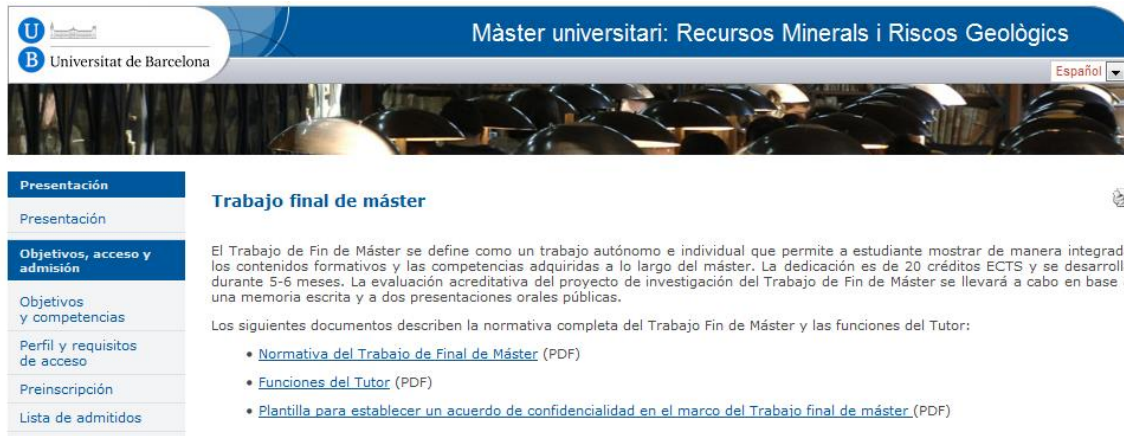 U
B Universitat de Barcelona
Màster universitari: Recursos Minerals i Riscos Geològics
Español
Presentación
Presentación
Objetivos, acceso y
admisión
Objetivos
y competencias
Perfil y requisitos
de acceso
Preinscripción
Lista de admitidos
Trabajo final de máster
El Trabajo de Fin de Máster se define como un trabajo autónomo e individual que permite a estudiante mostrar de manera integrad
los contenidos formativos y las competencias adquiridas a lo largo del máster. La dedicación es de 20 créditos ECTS y se desarroll
durante 5-6 meses. La evaluación acreditativa del proyecto de investigación del Trabajo de Fin de Máster se llevará a cabo en base
una memoria escrita y a dos presentaciones orales públicas.
Los siguientes documentos describen la normativa completa del Trabajo Fin de Máster y las funciones del Tutor:
• Normativa del Trabajo de Final de Máster (PDF)
• Funciones del Tutor (PDF)
• Plantilla para establecer un acuerdo de confidencialidad en el marco del Trabajo final de máster (PDF)